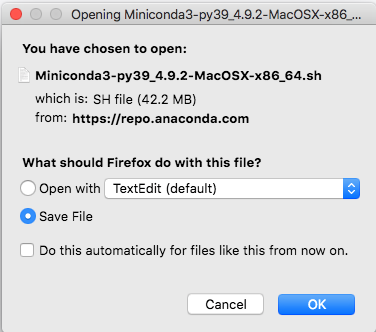 Opening Miniconda3-py39_4.9.2-MacOSX-x86_...
You have chosen to open:
Miniconda3-py39_4.9.2-MacOSX-x86_64.sh
which is: SH file (42.2 MB)
from: https://repo.anaconda.com
What should Firefox do with this file?
Open with TextEdit (default)
Save File
Do this automatically for files like this from now on.
Cancel OK